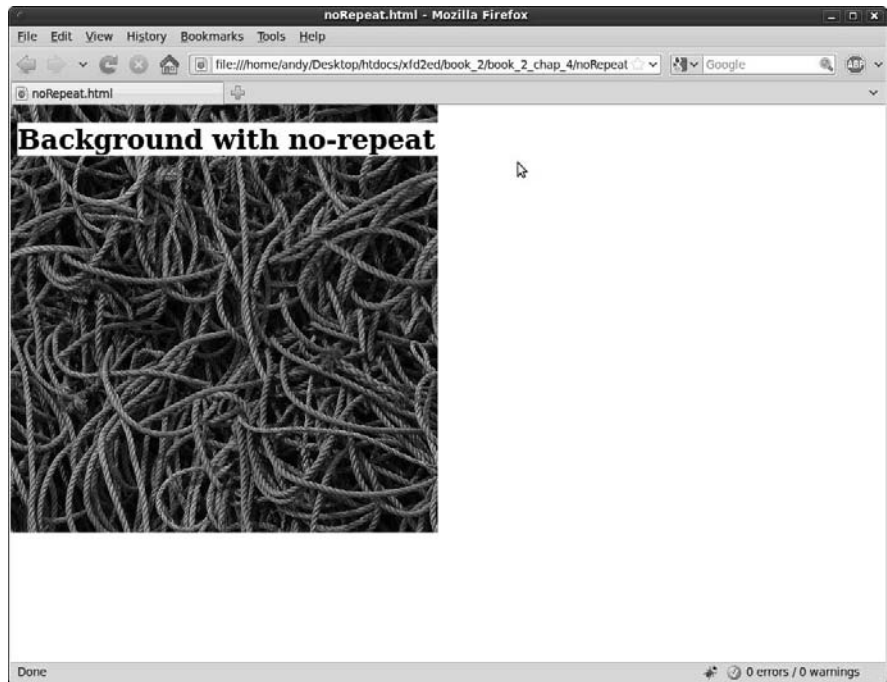 noRepeat.html - Mozilla Firefox
File Edit View History Bookmarks Tools Help
file:///home/andy/Desktop/htdocs/xfd2ed/book_2/book_2_chap_4/noRepeat
Google
ABP
noRepeat.html
Background with no-repeat
Done
0 errors / 0 warnings